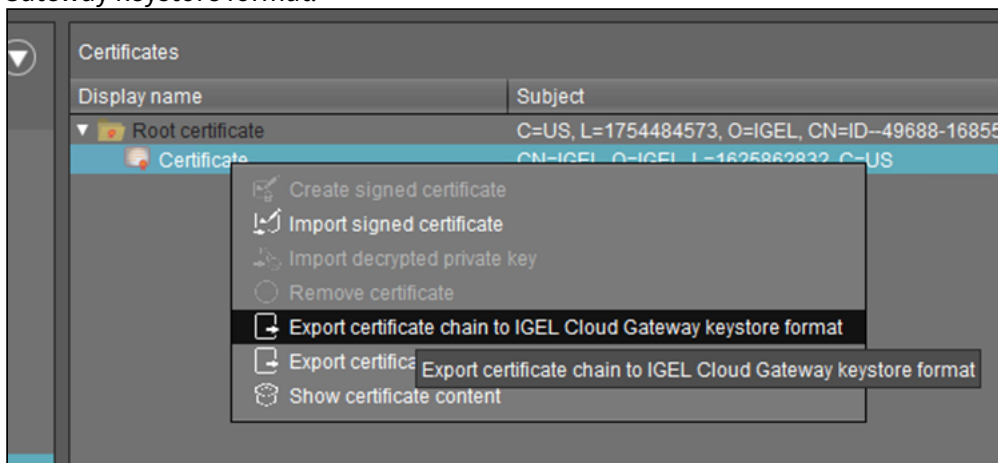 Gateway keystore format.
Certificates
Display name Subject
Root certificate C=US, L=1754484573, O=IGEL, CN=ID--49688-16855
Certificate CN=IGEL, O=IGEL, L=1625862832, C=US
Create signed certificate
Import signed certificate
Import decrypted private key
Remove certificate
Export certificate chain to IGEL Cloud Gateway keystore format
Export certifica
Export certificate chain to IGEL Cloud Gateway keystore format
Show certificate content